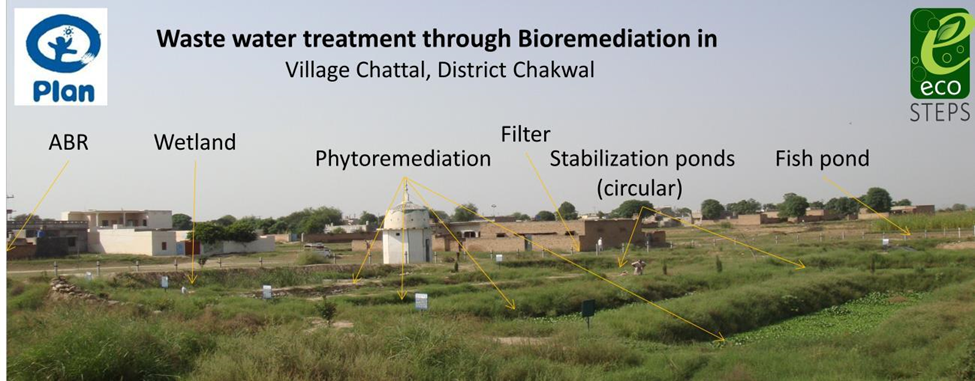 Plan
Waste water treatment through Bioremediation in
Village Chattal, District Chakwal
eco
STEPS
ABR
Wetland
Phytoremediation
Filter
Stabilization ponds
(circular)
Fish pond